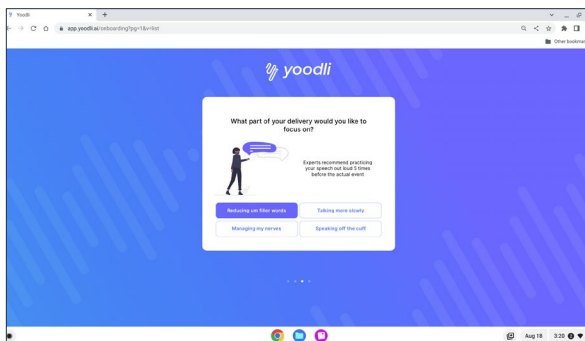 Yoodli
app.yoodli.ai/onboarding?pg=1&v=list
Other bookmar
yoodli
What part of your delivery would you like to
focus on?
Experts recommend practicing
your speech out loud 5 times
before the actual event
Reducing um filler words
Talking more slowly
Managing my nerves
Speaking off the cuff
Aug 18
3:20